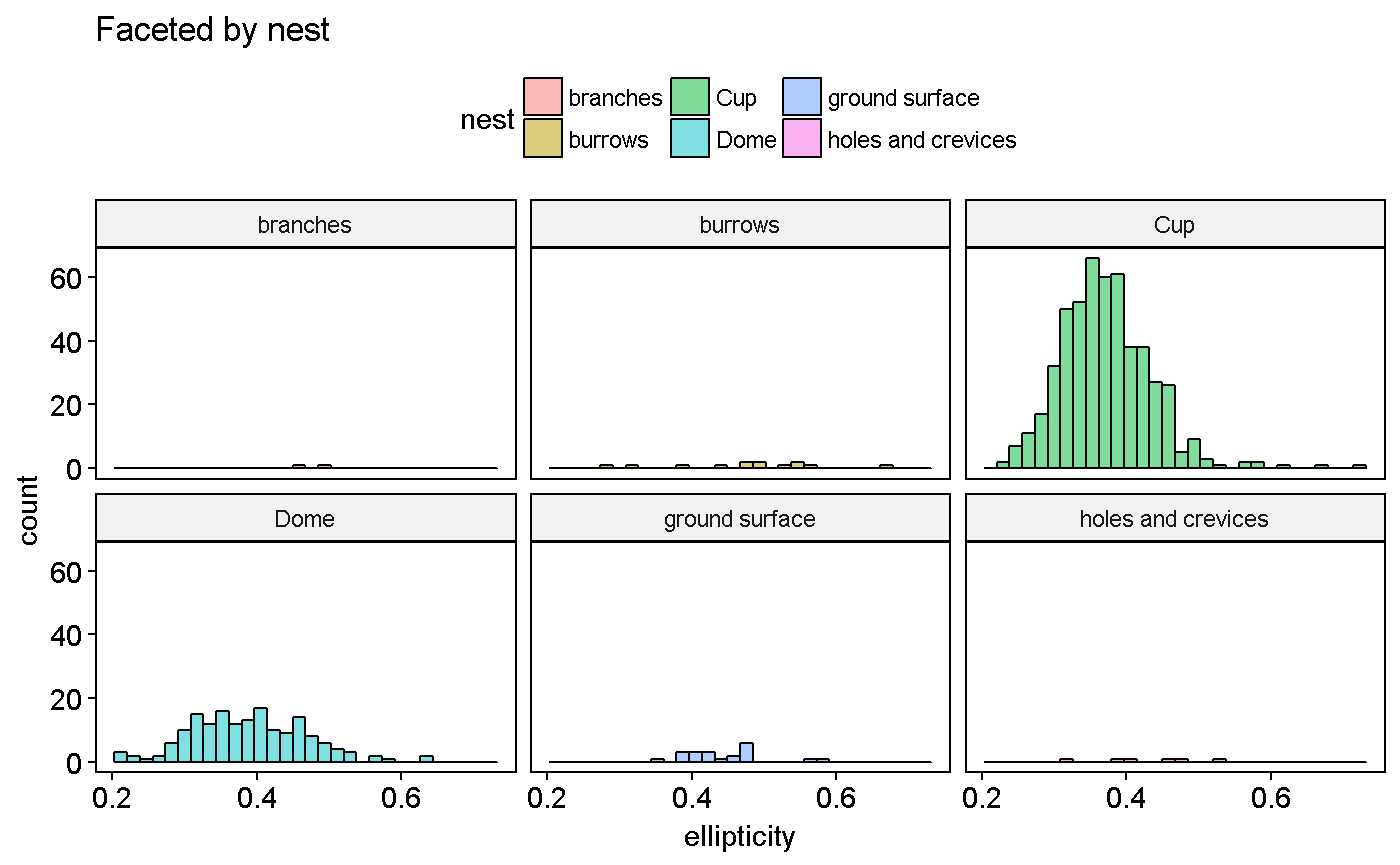 Faceted by nest
nest
branches Cup ground surface
burrows Dome holes and crevices
branches burrows Cup
60
40
20
0
count
Dome ground surface holes and crevices
60
40
20
0
0.2 0.4 0.6 0.2 0.4 0.6 0.2 0.4 0.6
ellipticity